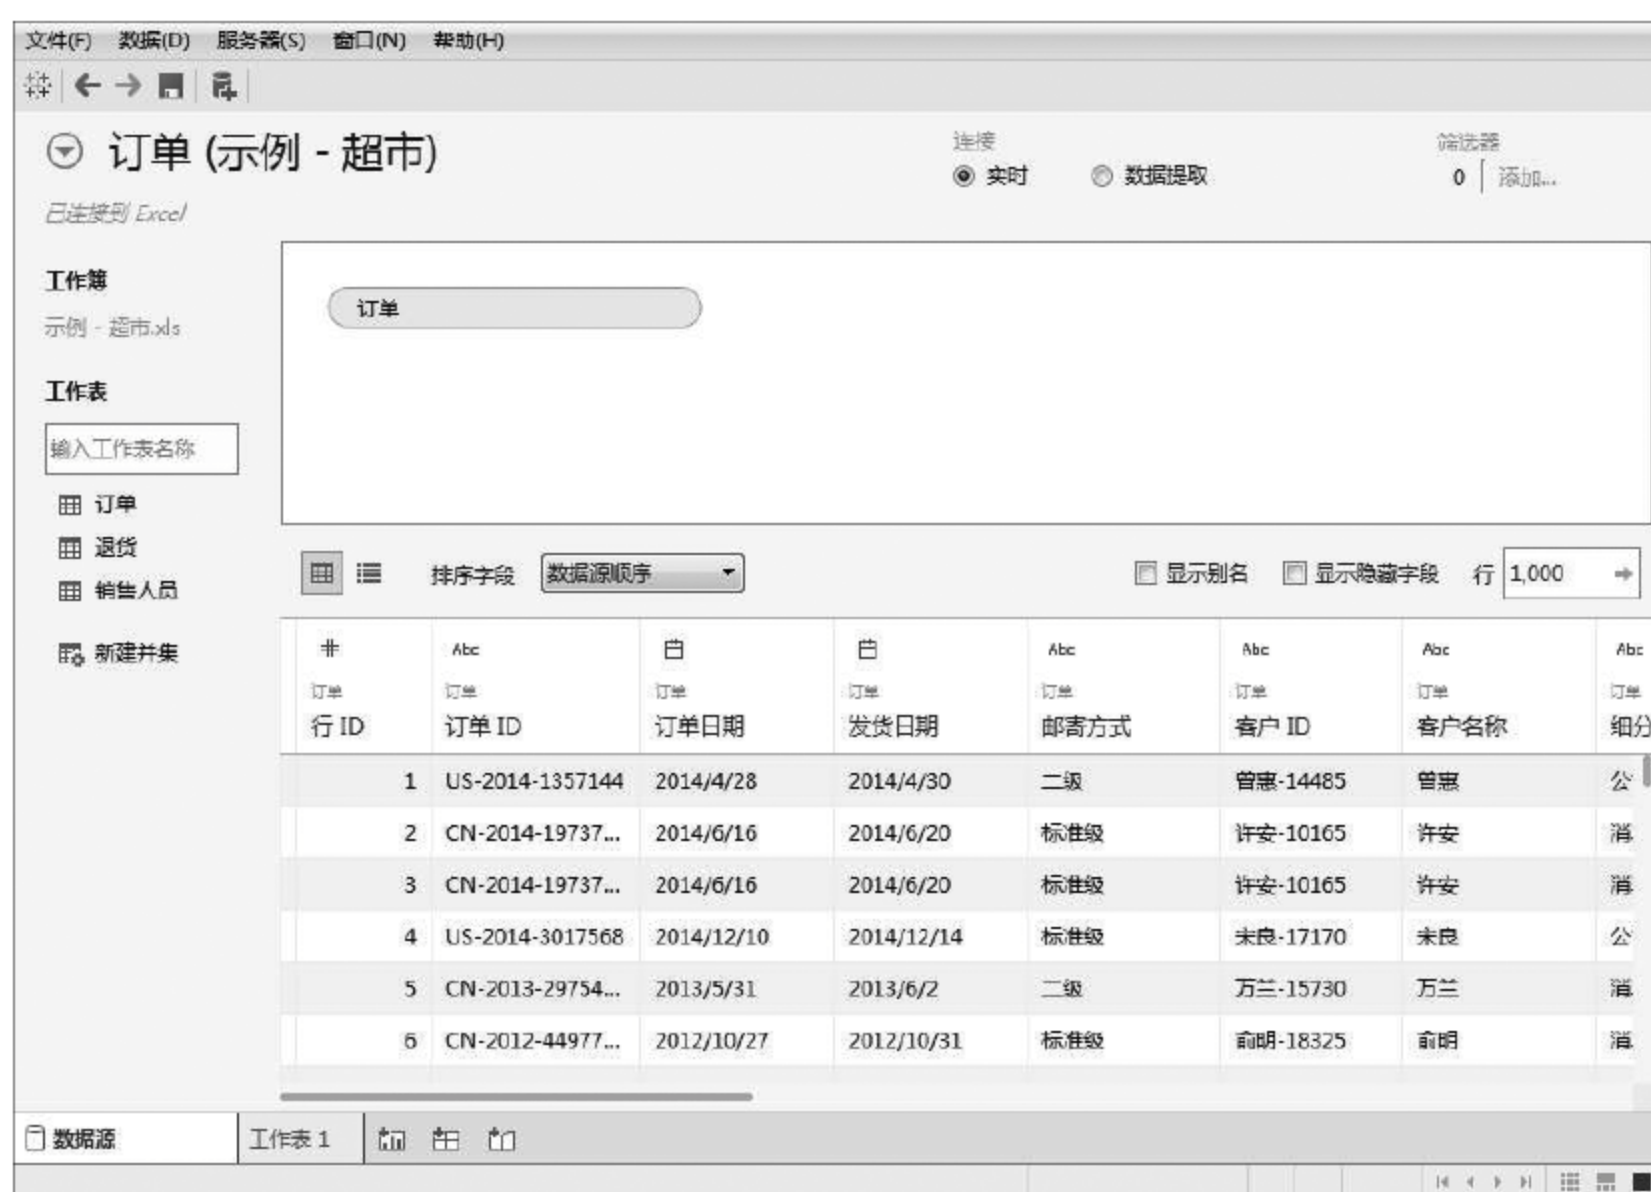 文件(F) 数据(D) 服务器(S) 窗口(N) 帮助(H)
订单 (示例 - 超市)
连接
筛选器
实时 数据提取
0 添加...
已连接到 Excel
工作簿
示例 - 超市.xls
订单
工作表
输入工作表名称
订单
退货
销售人员
新建并集
排序字段 数据源顺序 显示别名 显示隐藏字段 行 1,000
Abc Abc Abc Abc Abc
订单 订单 订单 订单 订单 订单 订单 订单
行 ID 订单 ID 订单日期 发货日期 邮寄方式 客户 ID 客户名称 细分
1 US-2014-1357144 2014/4/28 2014/4/30 二级 曾惠-14485 曾惠 公
2 CN-2014-19737... 2014/6/16 2014/6/20 标准级 许安-10165 许安 消
3 CN-2014-19737... 2014/6/16 2014/6/20 标准级 许安-10165 许安 消
4 US-2014-3017568 2014/12/10 2014/12/14 标准级 宋良-17170 宋良 公
5 CN-2013-29754... 2013/5/31 2013/6/2 二级 万兰-15730 万兰 消
6 CN-2012-44977... 2012/10/27 2012/10/31 标准级 俞明-18325 俞明 消
数据源 工作表 1